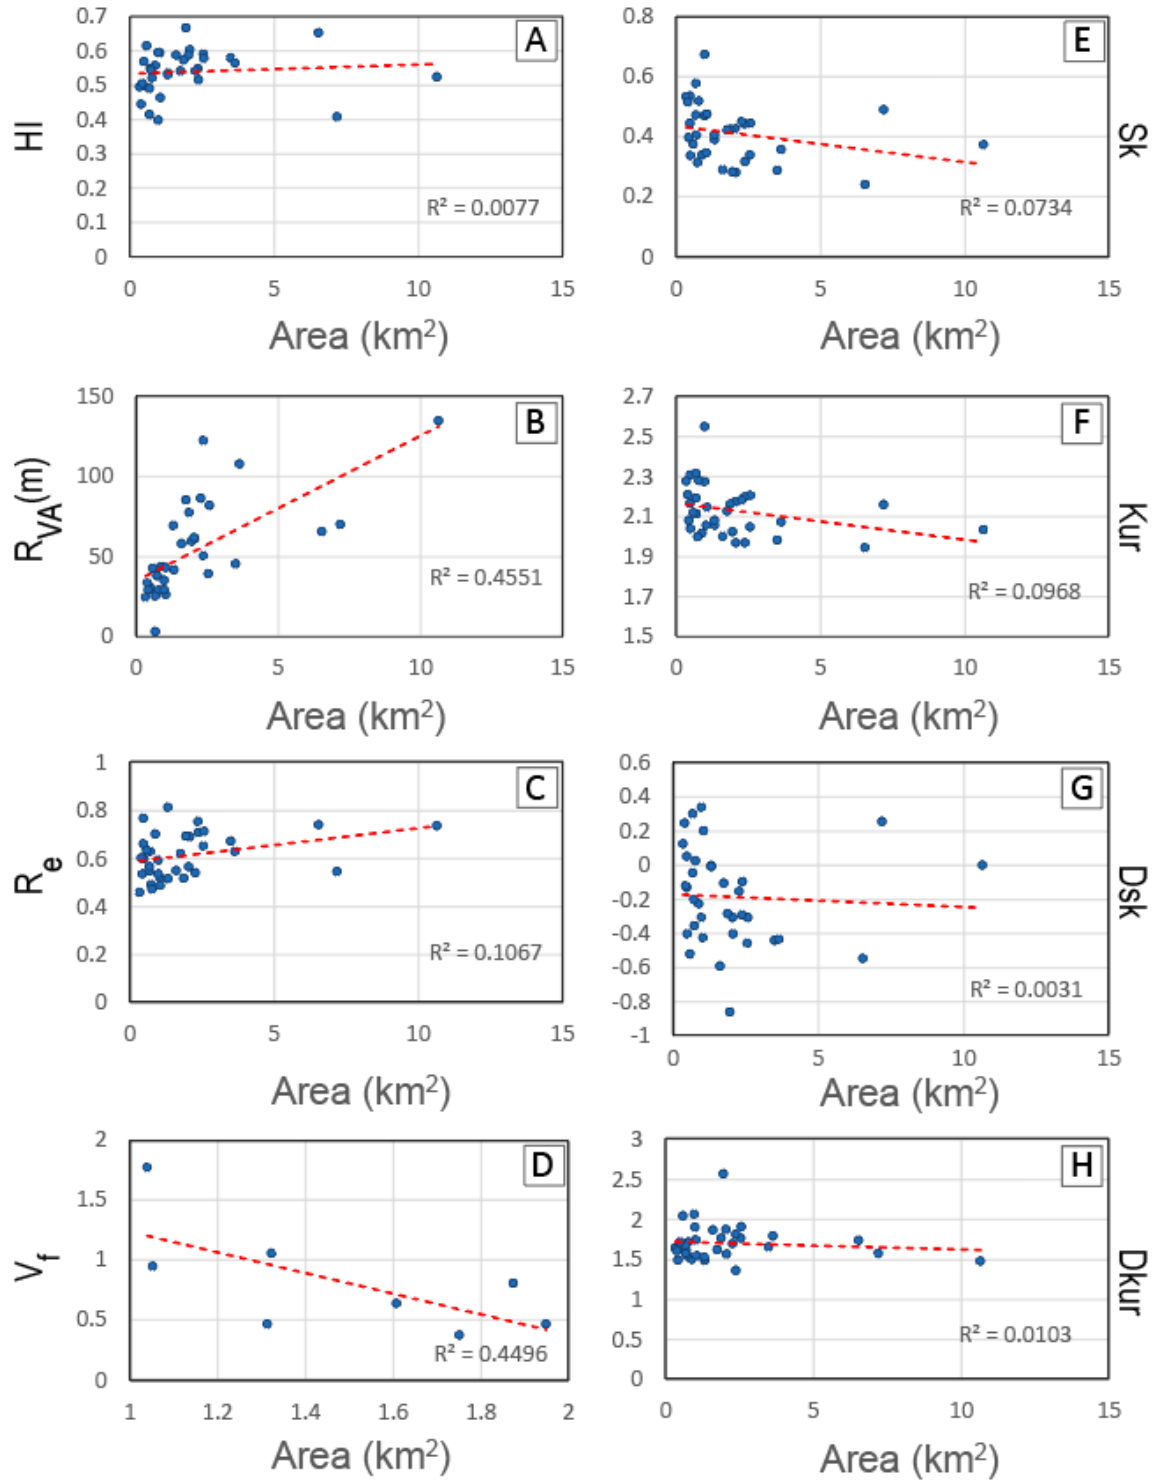 0.7
0.6
0.5
0.4
0.3
0.2
0.1
0
HI
A
R² = 0.0077
0 5 10 15
Area (km²)
0.8
0.6
0.4
0.2
0
Sk
E
R² = 0.0734
0 5 10 15
Area (km²)
150
100
50
0
R_VA(m)
B
R² = 0.4551
0 5 10 15
Area (km²)
2.7
2.5
2.3
2.1
1.9
1.7
1.5
Kur
F
R² = 0.0968
0 5 10 15
Area (km²)
1
0.8
0.6
0.4
0.2
0
R_e
C
R² = 0.1067
0 5 10 15
Area (km²)
0.6
0.4
0.2
0
-0.2
-0.4
-0.6
-0.8
-1
Dsk
G
R² = 0.0031
0 5 10 15
Area (km²)
2
1.5
1
0.5
0
V_f
D
R² = 0.4496
1 1.2 1.4 1.6 1.8 2
Area (km²)
3
2.5
2
1.5
1
0.5
0
Dkur
H
R² = 0.0103
0 5 10 15
Area (km²)